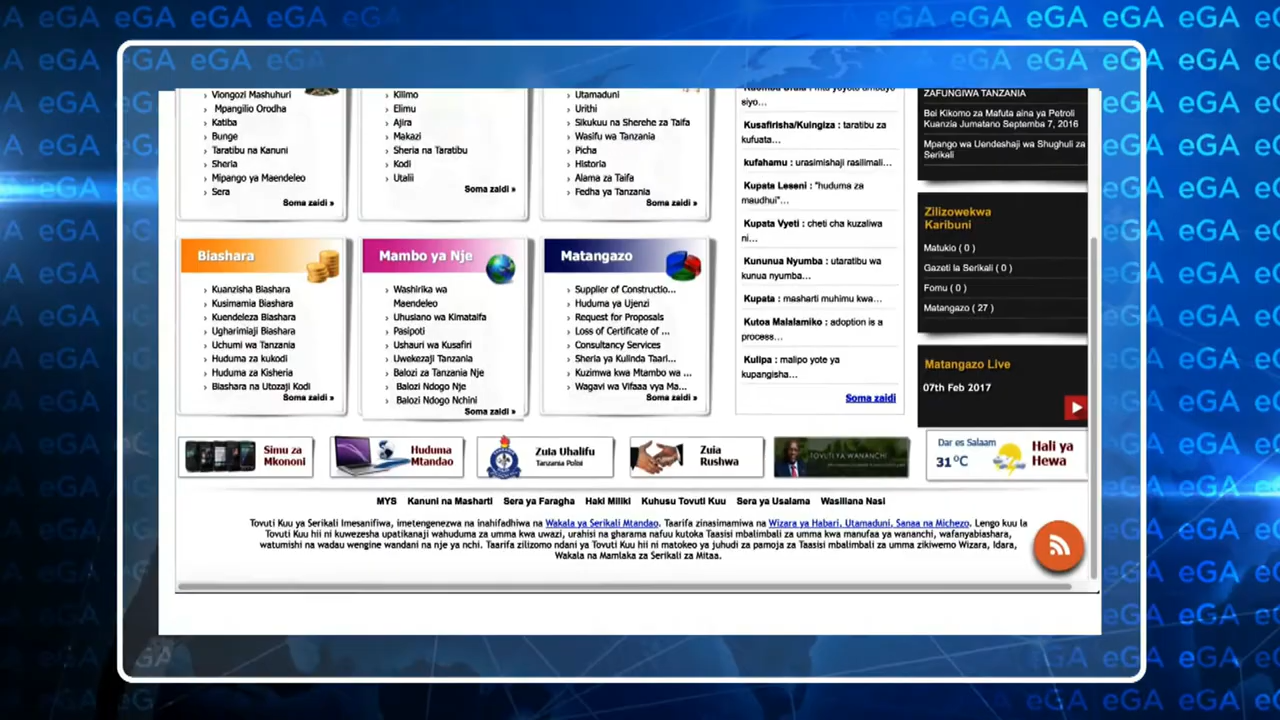 Viongozi Mashuhuri
Mpangilio Orodha
Katiba
Bunge
Taratibu na Kanuni
Sheria
Mipango ya Maendeleo
Sera
Soma zaidi »
Kilimo
Elimu
Ajira
Makazi
Sheria na Taratibu
Kodi
Utalii
Soma zaidi »
Utamaduni
Urithi
Sikukuu na Sherehe za Taifa
Wasifu wa Tanzania
Picha
Historia
Alama za Taifa
Fedha ya Tanzania
Soma zaidi »
siyo...
Kusafirisha/Kuingiza : taratibu za
kufuata...
kufahamu : urasimishaji rasilimali...
Kupata Leseni : "huduma za
maudhui"...
Kupata Vyeti : cheti cha kuzaliwa
ni...
Kununua Nyumba : utaratibu wa
kunua nyumba...
Kupata : masharti muhimu kwa...
Kutoa Malalamiko : adoption is a
process...
Kulipa : malipo yote ya
kupangisha...
Soma zaidi
ZAFUNGIWA TANZANIA
Bei Kikomo za Mafuta aina ya Petroli
Kuanzia Jumatano Septemba 7, 2016
Mpango wa Uendeshaji wa Shughuli za
Serikali
Zilizowekwa
Karibuni
Matukio ( 0 )
Gazeti la Serikali ( 0 )
Fomu ( 0 )
Matangazo ( 27 )
Matangazo Live
07th Feb 2017
Biashara
Kuanzisha Biashara
Kusimamia Biashara
Kuendeleza Biashara
Ugharimiaji Biashara
Uchumi wa Tanzania
Huduma za kukodi
Huduma za Kisheria
Biashara na Utozaji Kodi
Soma zaidi »
Mambo ya Nje
Washirika wa
Maendeleo
Uhusiano wa Kimataifa
Pasipoti
Ushauri wa Kusafiri
Uwekezaji Tanzania
Balozi za Tanzania Nje
Balozi Ndogo Nje
Balozi Ndogo Nchini
Soma zaidi »
Matangazo
Supplier of Constructio...
Huduma ya Ujenzi
Request for Proposals
Loss of Certificate of ...
Consultancy Services
Sheria ya Kulinda Taari...
Kuzimwa kwa Mtambo wa ...
Wagavi wa Vifaaa vya Ma...
Soma zaidi »
Simu za
Mkononi
Huduma
Mtandao
Zuia Uhalifu
Tanzania Polisi
Zuia
Rushwa
TOVUTI YA WANANCHI
Dar es Salaam
31°C
Hali ya
Hewa
MYS Kanuni na Masharti Sera ya Faragha Haki Miliki Kuhusu Tovuti Kuu Sera ya Usalama Wasiliana Nasi
Tovuti Kuu ya Serikali Imesanifiwa, imetengenezwa na inahifadhiwa na Wakala ya Serikali Mtandao. Taarifa zinasimamiwa na Wizara ya Habari, Utamaduni, Sanaa na Michezo. Lengo kuu la
Tovuti Kuu hii ni kuwezesha upatikanaji wahuduma za umma kwa uwazi, urahisi na gharama nafuu kutoka Taasisi mbalimbali za umma kwa manufaa ya wananchi, wafanyabiashara,
watumishi na wadau wengine wandani na nje ya nchi. Taarifa zilizomo ndani ya Tovuti Kuu hii ni matokeo ya juhudi za pamoja za Taasisi mbalimbali za umma zikiwemo Wizara, Idara,
Wakala na Mamlaka za Serikali za Mitaa.